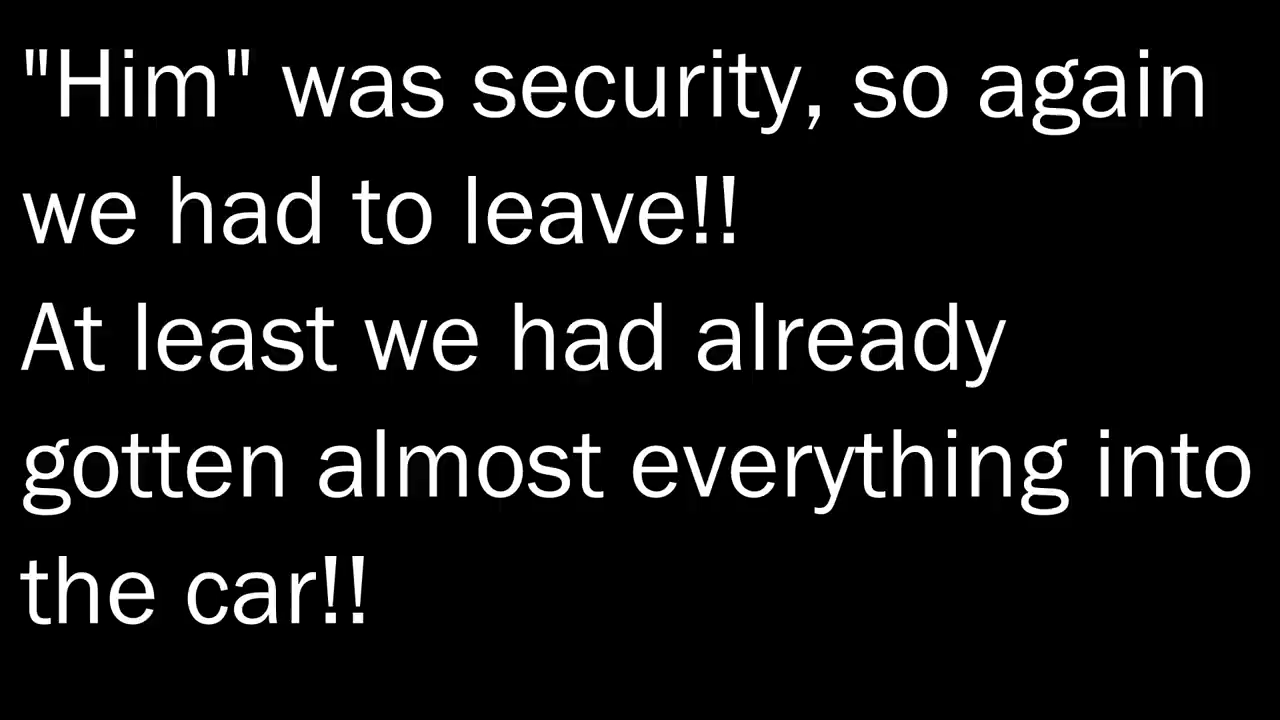 "Him" was security, so again
we had to leave!!
At least we had already
gotten almost everything into
the car!!